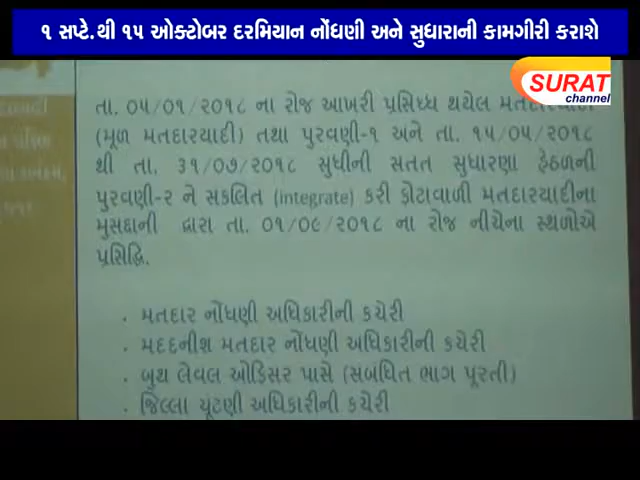 ૧ સપ્ટે. થી ૧૫ ઓક્ટોબર દરમિયાન નોંધણી અને સુધારાની કામગીરી કરાશે
SURAT
channel
તા. ૦૫/૦૧/૨૦૧૮ ના રોજ આખરી પ્રસિધ્ધ થયેલ મતદારયાદી
(મૂળ મતદારયાદી) તથા પુરવણી-૧ અને તા. ૧૫/૦૫/૨૦૧૮
થી તા. ૩૧/૦૭/૨૦૧૮ સુધીની સતત સુધારણા હેઠળની
પુરવણી-૨ ને સંકલિત (integrate) કરી ફોટાવાળી મતદારયાદીના
મુસદ્દાની દ્વારા તા. ૦૧/૦૯/૨૦૧૮ ના રોજ નીચેના સ્થળોએ
પ્રસિદ્ધિ.
• મતદાર નોંધણી અધિકારીની કચેરી
• મદદનીશ મતદાર નોંધણી અધિકારીની કચેરી
• બુથ લેવલ ઓફિસર પાસે (સંબંધિત ભાગ પૂરતી)
• જિલ્લા ચૂંટણી અધિકારીની કચેરી